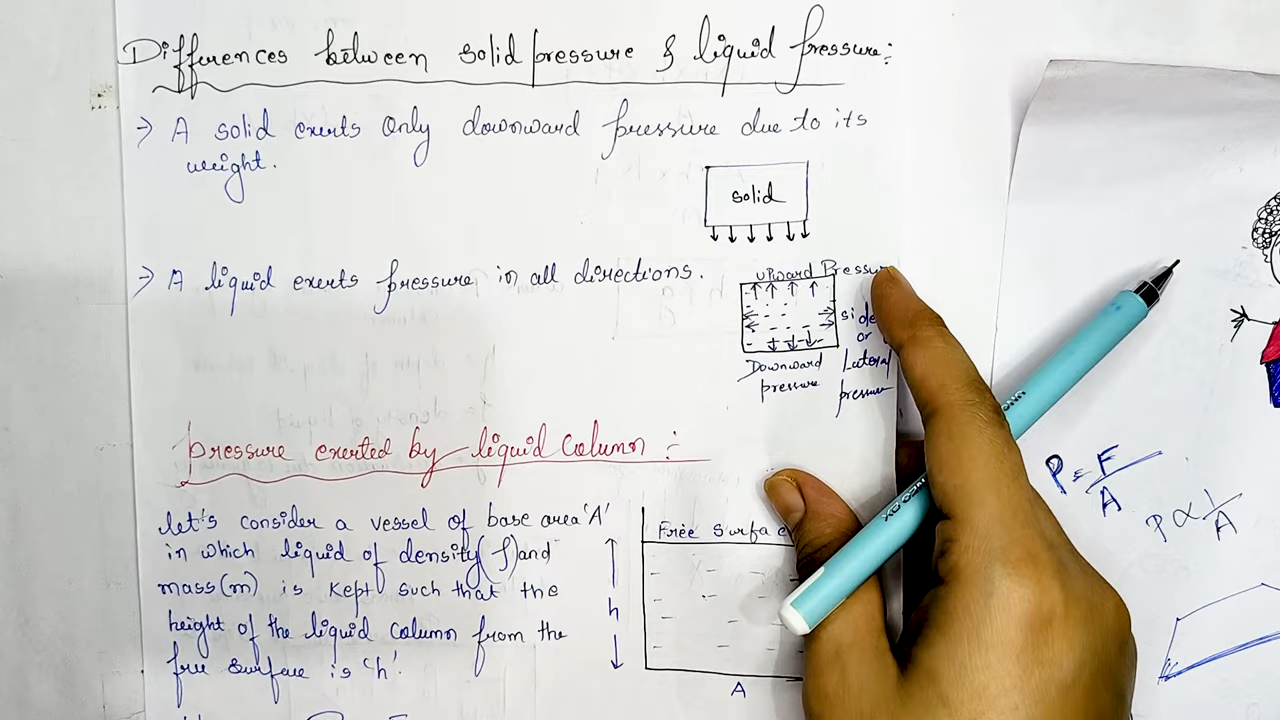 Differences between solid pressure & liquid pressure:
→ A solid exerts only downward pressure due to its
weight.
solid
→ A liquid exerts pressure in all directions.
upward Pressure
side
or
Lateral
pressure
Downward
pressure
pressure exerted by liquid column :-
let's consider a vessel of base area 'A'
in which liquid of density (ρ) and
mass (m) is kept such that the
height of the liquid column from the
free surface is 'h'.
Free Surface
h
A
P = F/A
P ∝ 1/A